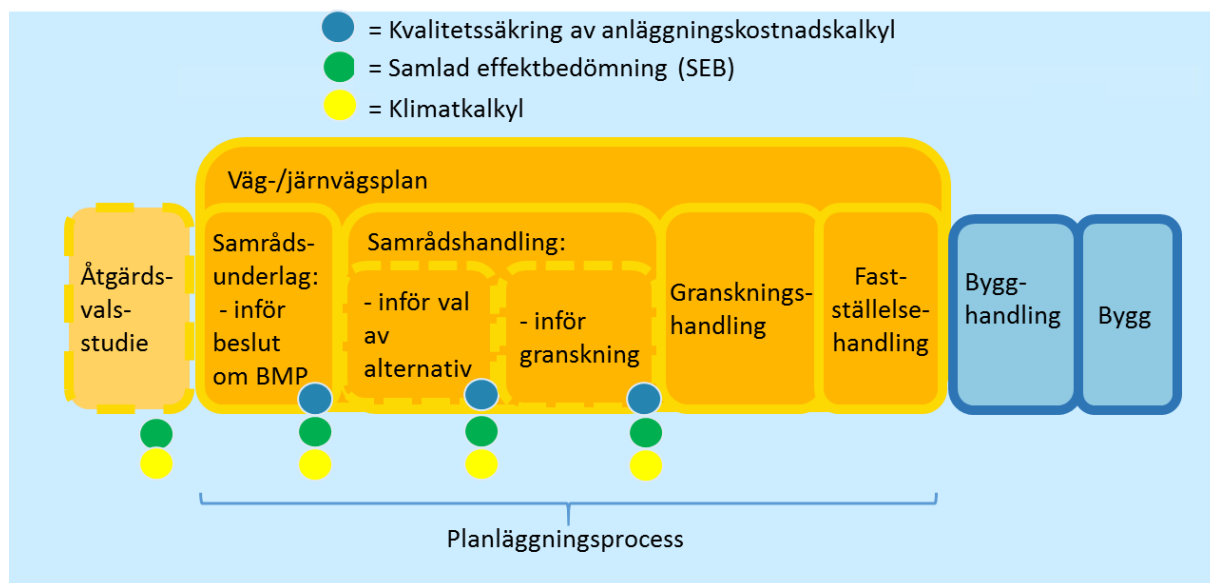 = Kvalitetssäkring av anläggningskostnadskalkyl
= Samlad effektbedömning (SEB)
= Klimatkalkyl
Väg-/järnvägsplan
Åtgärds-
vals-
studie
Samråds-
underlag:
- inför
beslut
om BMP
Samrådshandling:
- inför val
av
alternativ
- inför
granskning
Gransknings-
handling
Fast-
ställelse-
handling
Bygg-
handling
Bygg
Planläggningsprocess